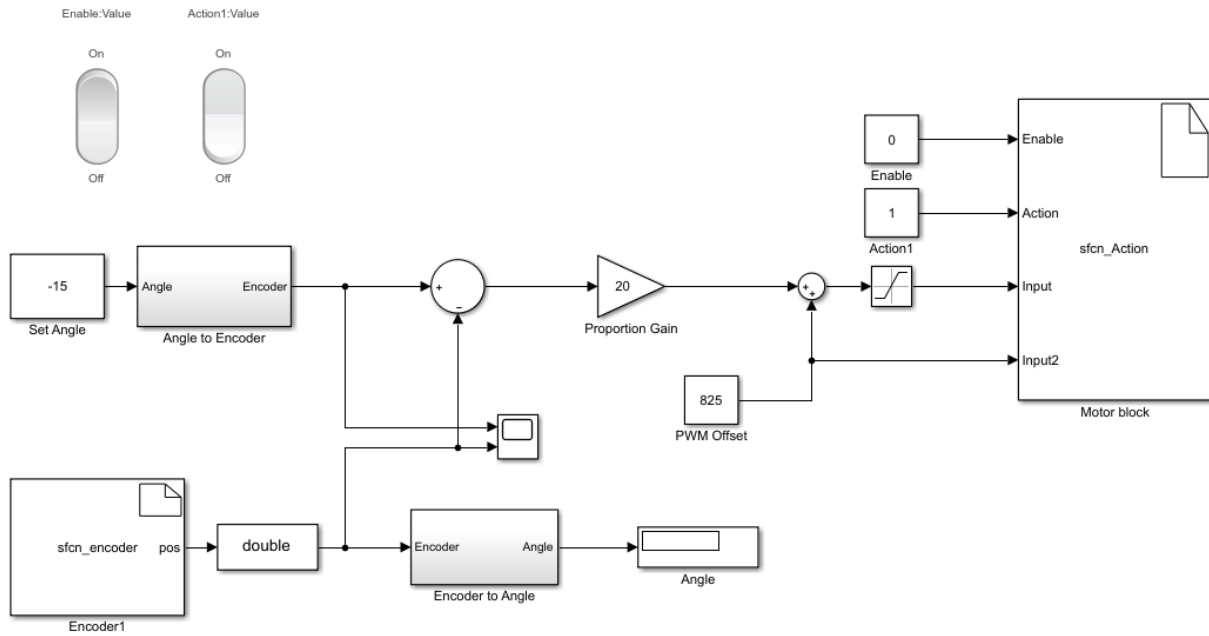 Enable:Value
Action1:Value
On
On
Off
Off
0
Enable
Enable
1
Action
Action1
sfcn_Action
-15
Angle
Encoder
+
−
20
+
+
Input
Set Angle
Angle to Encoder
Proportion Gain
Input2
825
PWM Offset
Motor block
sfcn_encoder
pos
double
Encoder
Angle
Encoder1
Encoder to Angle
Angle